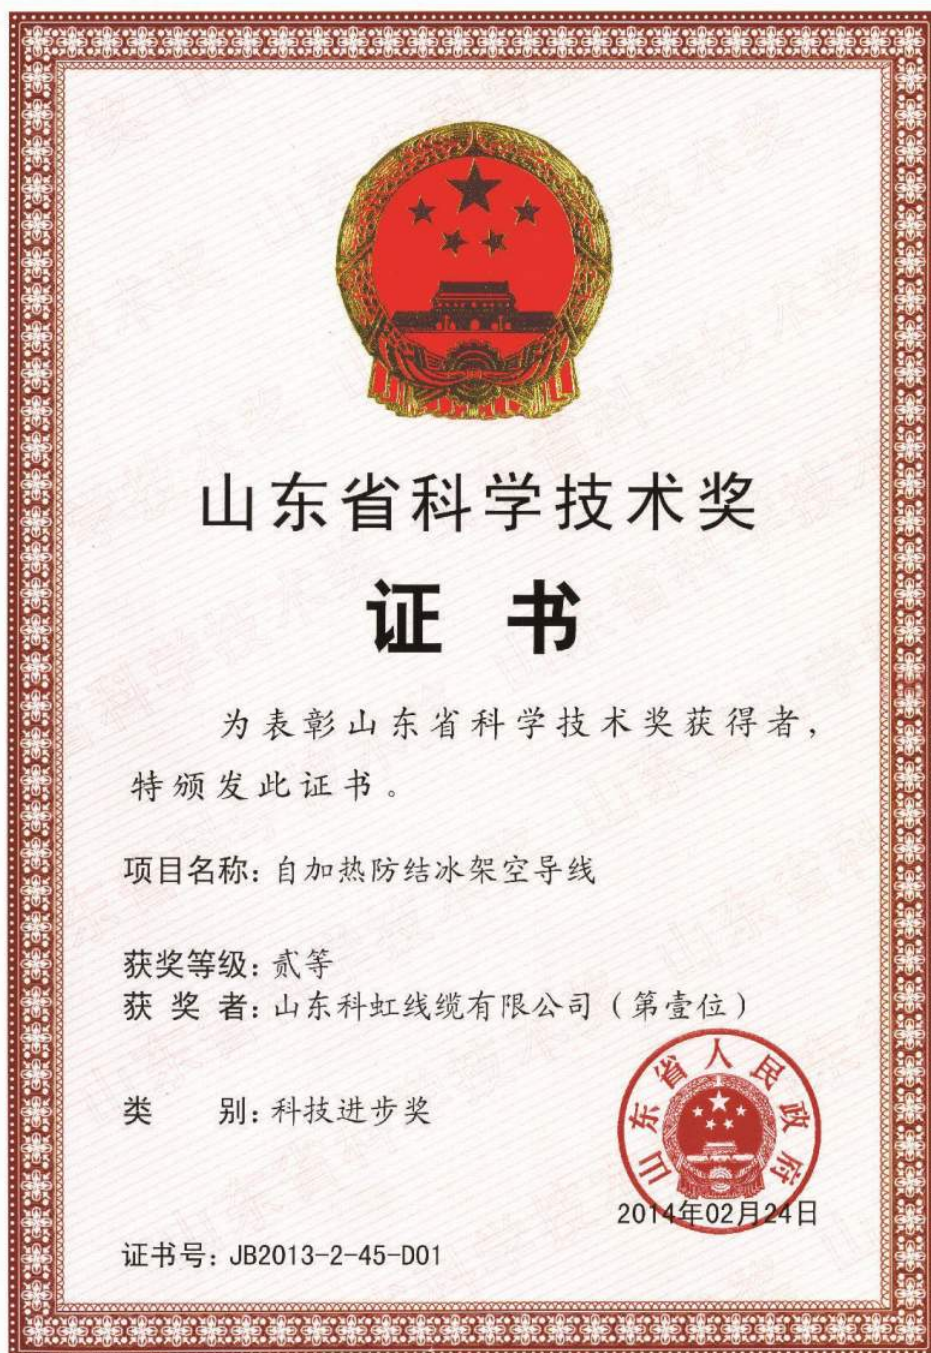 山东省科学技术奖
证书
为表彰山东省科学技术奖获得者，
特颁发此证书。
项目名称：自加热防结冰架空导线
获奖等级：贰等
获奖者：山东科虹线缆有限公司（第壹位）
类别：科技进步奖
山东省人民政府
2014年02月24日
证书号：JB2013-2-45-D01